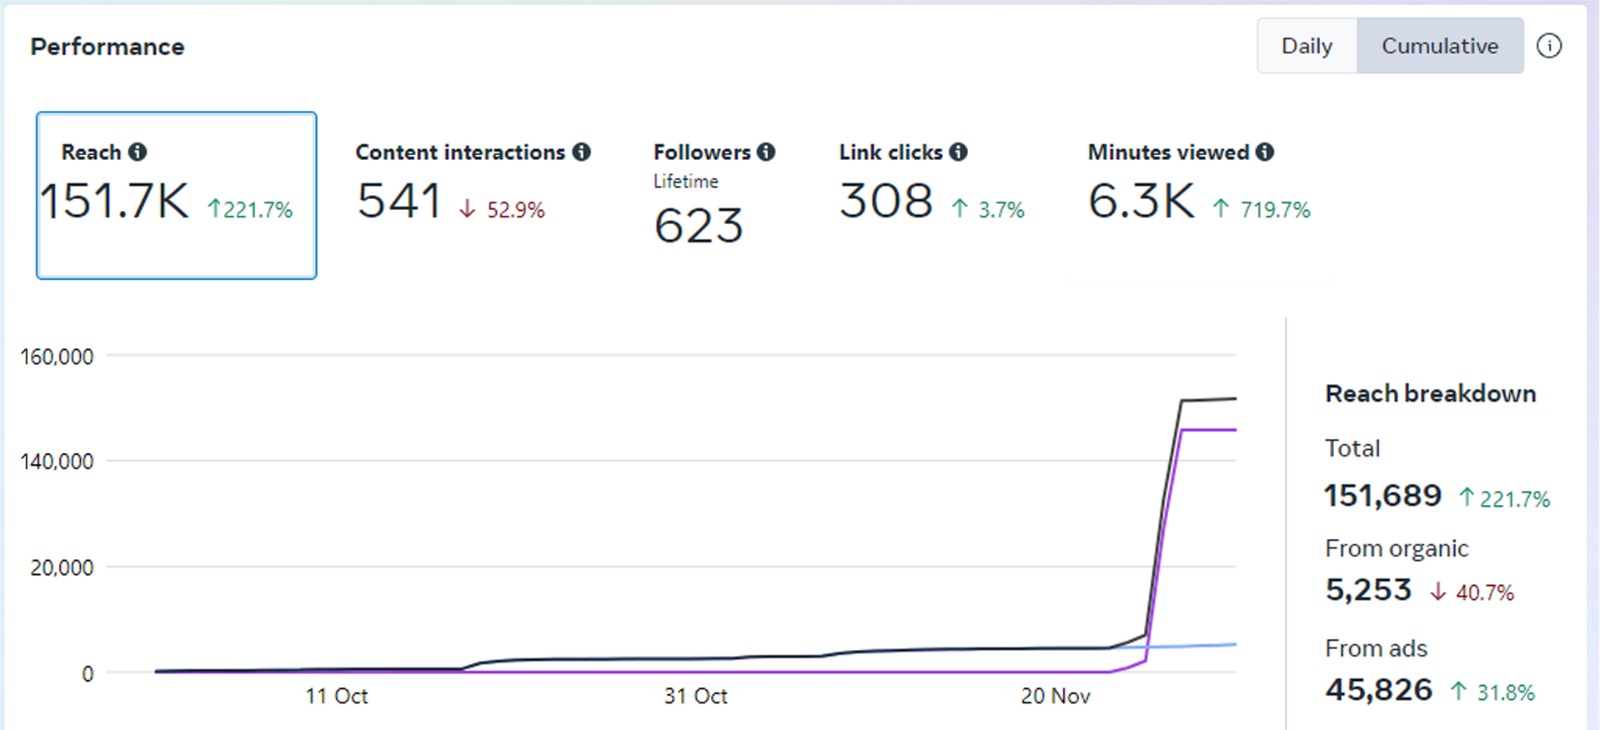 Performance
Daily Cumulative
Reach
151.7K ↑221.7%
Content interactions
541 ↓ 52.9%
Followers
Lifetime
623
Link clicks
308 ↑ 3.7%
Minutes viewed
6.3K ↑ 719.7%
160,000
140,000
20,000
0
11 Oct 31 Oct 20 Nov
Reach breakdown
Total
151,689 ↑ 221.7%
From organic
5,253 ↓ 40.7%
From ads
45,826 ↑ 31.8%